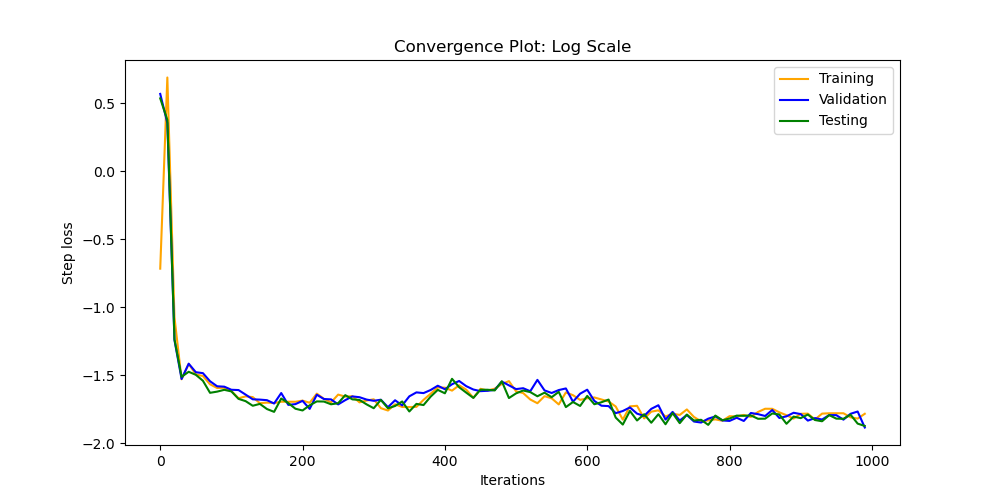 Convergence Plot: Log Scale
Training
Validation
Testing
0.5
0.0
−0.5
−1.0
−1.5
−2.0
Step loss
0 200 400 600 800 1000
Iterations